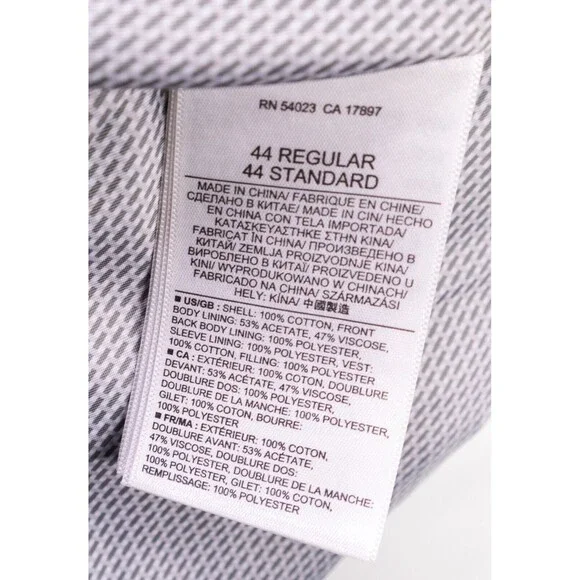 RN 54023 CA 17897
44 REGULAR
44 STANDARD
MADE IN CHINA/ FABRIQUE EN CHINE/
СДЕЛАНО В КИТАЕ/ MADE IN CIN/ HECHO
EN CHINA CON TELA IMPORTADA/
ΚΑΤΑΣΚΕΥΑΣΤΗΚΕ ΣΤΗΝ ΚΙΝΑ/
FABRICAT ÎN CHINA/ ПРОИЗВЕДЕНО В
КИТАЙ/ ZEMLJA PROIZVODNJE KINA/
ВИРОБЛЕНО В КИТАЇ/ PROIZVEDENO U
KINI/ WYPRODUKOWANO W CHINACH/
FABRICADO NA CHINA/ SZÁRMAZÁSI
HELY: KÍNA/ 中國製造
■ US/GB : SHELL: 100% COTTON, FRONT
BODY LINING: 53% ACETATE, 47% VISCOSE,
BACK BODY LINING: 100% POLYESTER,
SLEEVE LINING: 100% POLYESTER, VEST:
100% COTTON, FILLING: 100% POLYESTER
■ CA : EXTÉRIEUR: 100% COTON, DOUBLURE
DEVANT: 53% ACÉTATE, 47% VISCOSE,
DOUBLURE DOS: 100% POLYESTER,
DOUBLURE DE LA MANCHE: 100% POLYESTER,
GILET: 100% COTON, BOURRE:
100% POLYESTER
■ FR/MA : EXTÉRIEUR: 100% COTON,
DOUBLURE AVANT: 53% ACÉTATE,
47% VISCOSE, DOUBLURE DOS:
100% POLYESTER, DOUBLURE DE LA MANCHE:
100% POLYESTER, GILET: 100% COTON,
REMPLISSAGE: 100% POLYESTER